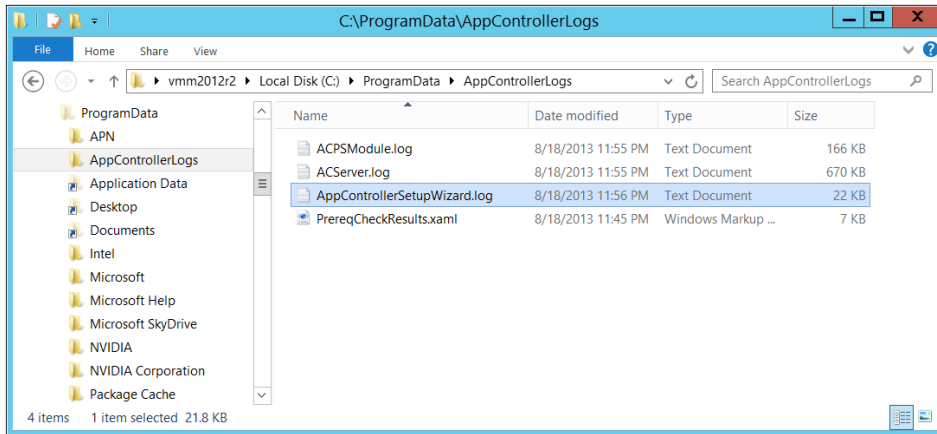 C:\ProgramData\AppControllerLogs
File Home Share View
vmm2012r2 Local Disk (C:) ProgramData AppControllerLogs Search AppControllerLogs
ProgramData
APN
AppControllerLogs
Application Data
Desktop
Documents
Intel
Microsoft
Microsoft Help
Microsoft SkyDrive
NVIDIA
NVIDIA Corporation
Package Cache
Name Date modified Type Size
ACPSModule.log 8/18/2013 11:55 PM Text Document 166 KB
ACServer.log 8/18/2013 11:55 PM Text Document 670 KB
AppControllerSetupWizard.log 8/18/2013 11:56 PM Text Document 22 KB
PrereqCheckResults.xaml 8/18/2013 11:45 PM Windows Markup ... 7 KB
4 items 1 item selected 21.8 KB